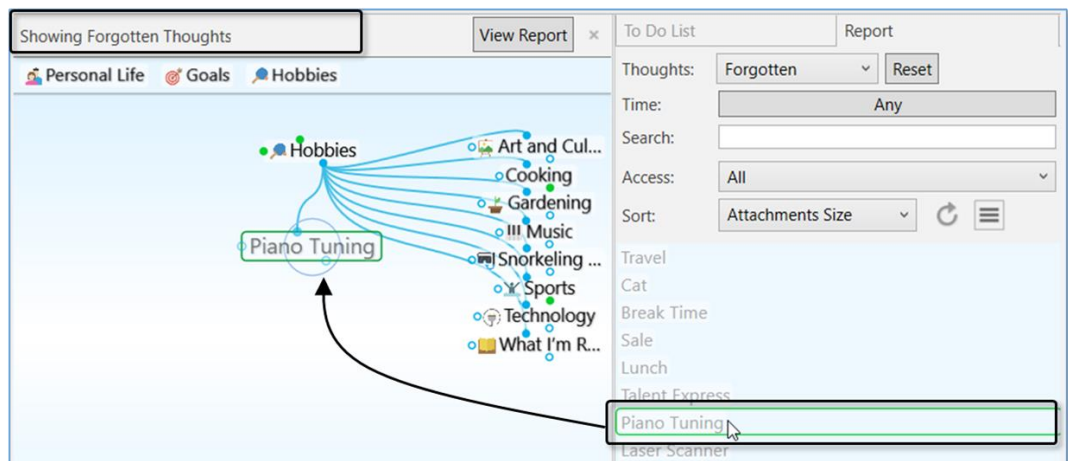 Showing Forgotten Thoughts
View Report
×
Personal Life
Goals
Hobbies
Hobbies
Piano Tuning
Art and Cul...
Cooking
Gardening
Music
Snorkeling ...
Sports
Technology
What I'm R...
To Do List
Report
Thoughts:
Forgotten
Reset
Time:
Any
Search:
Access:
All
Sort:
Attachments Size
Travel
Cat
Break Time
Sale
Lunch
Talent Express
Piano Tuning
Laser Scanner